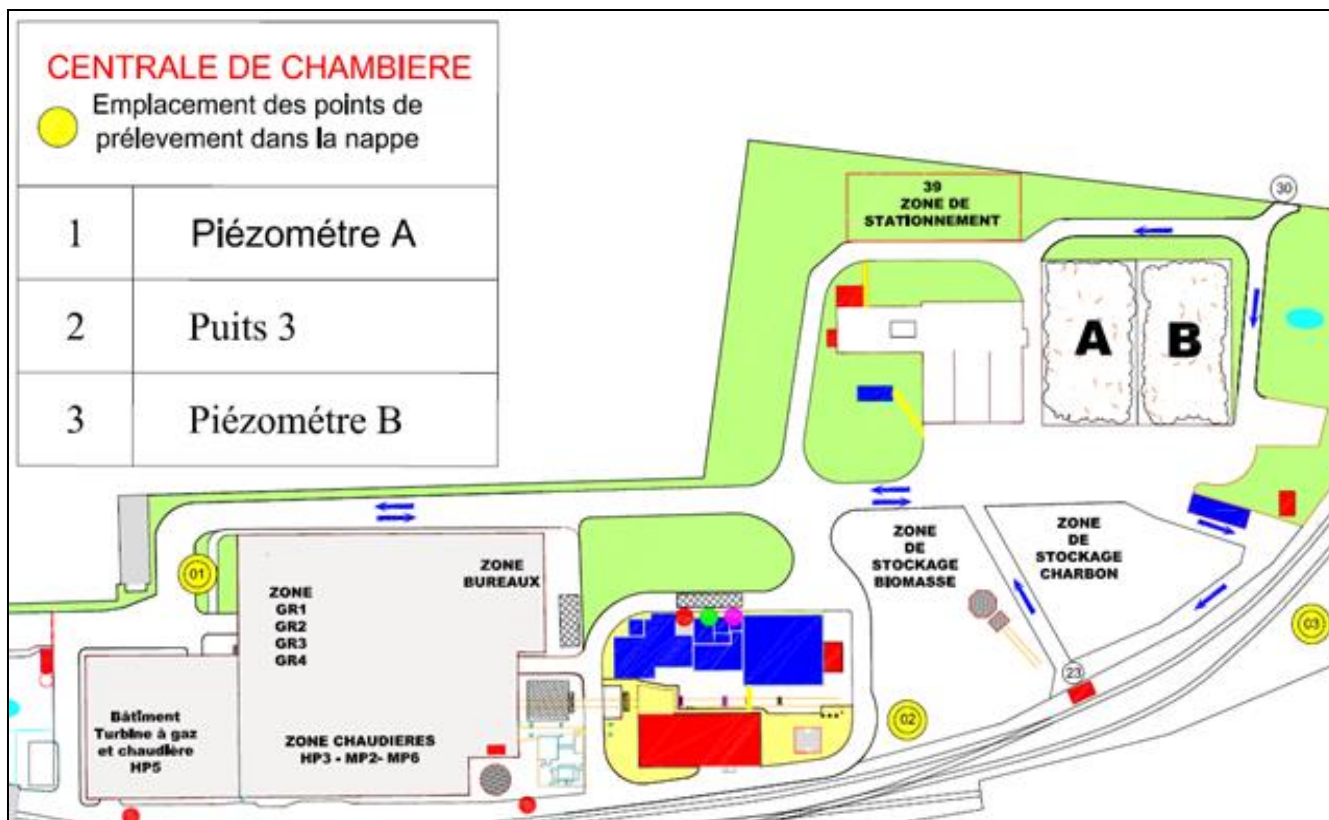 CENTRALE DE CHAMBIERE
Emplacement des points de
prélevement dans la nappe
1 Piézométre A
2 Puits 3
3 Piézométre B
39
ZONE DE
STATIONNEMENT
30
A B
ZONE
DE
STOCKAGE
BIOMASSE
ZONE
DE
STOCKAGE
CHARBON
01
ZONE
BUREAUX
ZONE
GR1
GR2
GR3
GR4
03
23
02
Bâtiment
Turbine à gaz
et chaudière
HP5
ZONE CHAUDIERES
HP3 - MP2- MP6